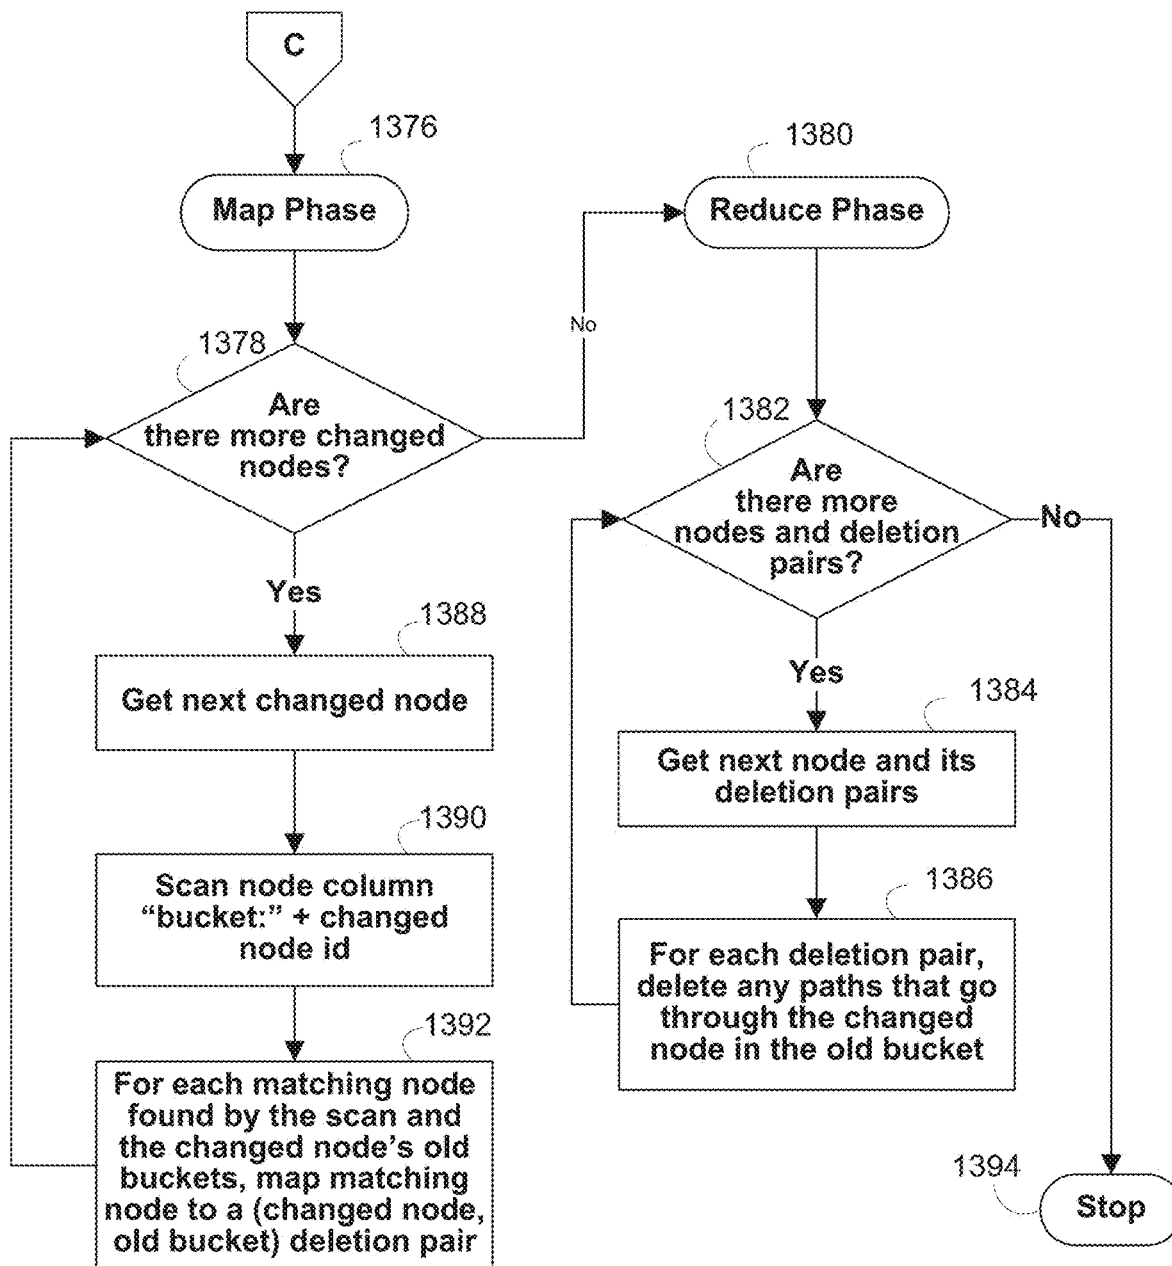 C
1376
Map Phase
1378
Are
there more changed
nodes?
No
Yes
1388
Get next changed node
1390
Scan node column
“bucket:” + changed
node id
1392
For each matching node
found by the scan and
the changed node’s old
buckets, map matching
node to a (changed node,
old bucket) deletion pair
1380
Reduce Phase
1382
Are
there more
nodes and deletion
pairs?
No
Yes
1384
Get next node and its
deletion pairs
1386
For each deletion pair,
delete any paths that go
through the changed
node in the old bucket
1394
Stop